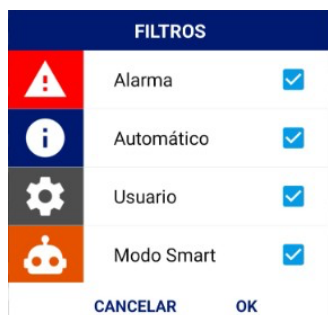 FILTROS
Alarma
Automático
Usuario
Modo Smart
CANCELAR OK